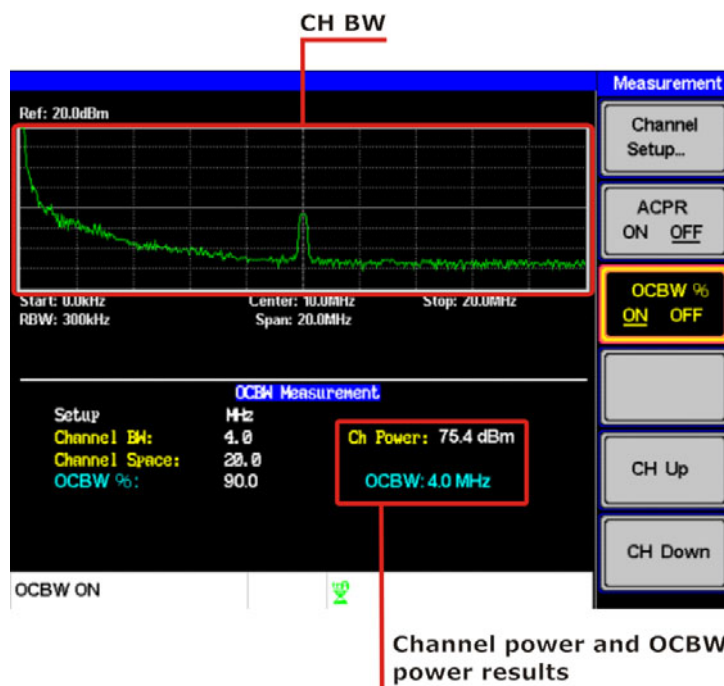 CH BW
Measurement
Ref: 20.0dBm
Channel
Setup...
ACPR
ON OFF
OCBW %
ON OFF
Start: 0.0kHz Center: 10.0MHz Stop: 20.0MHz
RBW: 300kHz Span: 20.0MHz
OCBW Measurement
Setup MHz
Channel BW: 4.0 Ch Power: 75.4 dBm
Channel Space: 20.0
OCBW %: 90.0 OCBW: 4.0 MHz
CH Up
CH Down
OCBW ON
Channel power and OCBW
power results